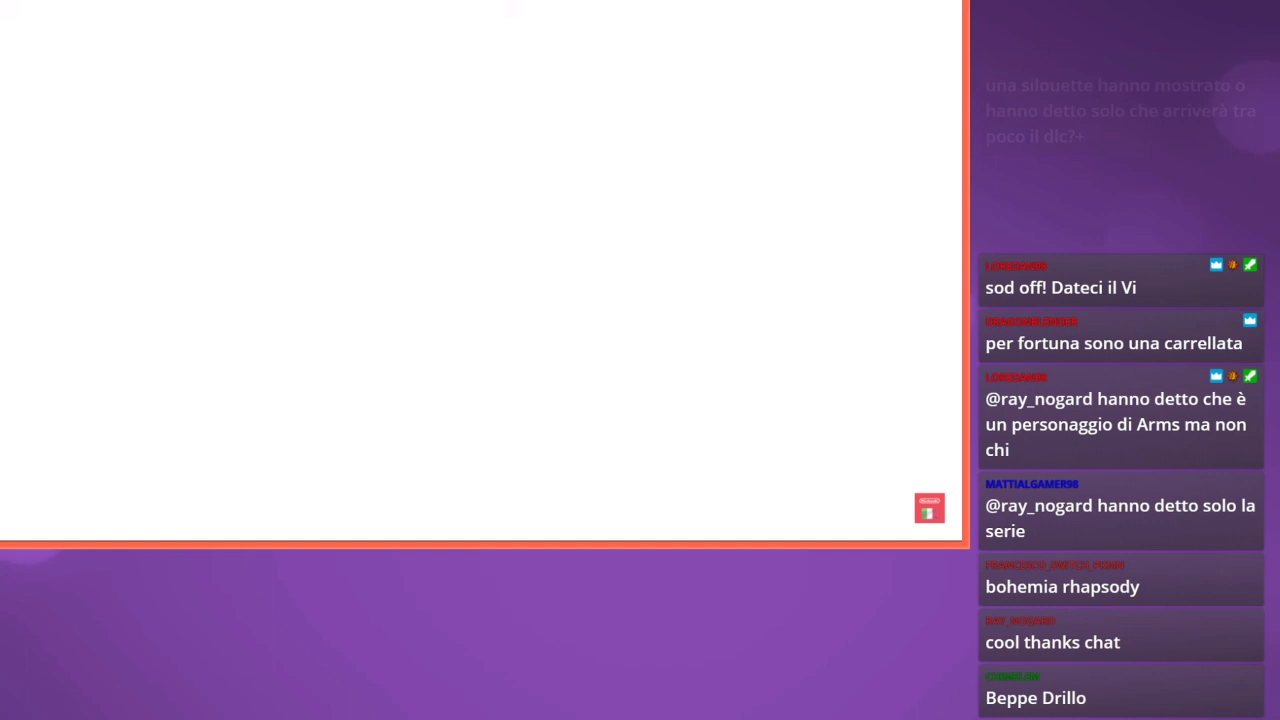 una silouette hanno mostrato o
hanno detto solo che arriverà tra
poco il dlc?+
sod off! Dateci il Vi
per fortuna sono una carrellata
@ray_nogard hanno detto che è
un personaggio di Arms ma non
chi
MATTIALGAMER98
@ray_nogard hanno detto solo la
serie
bohemia rhapsody
RAY_NOGARD
cool thanks chat
Beppe Drillo
Nintendo